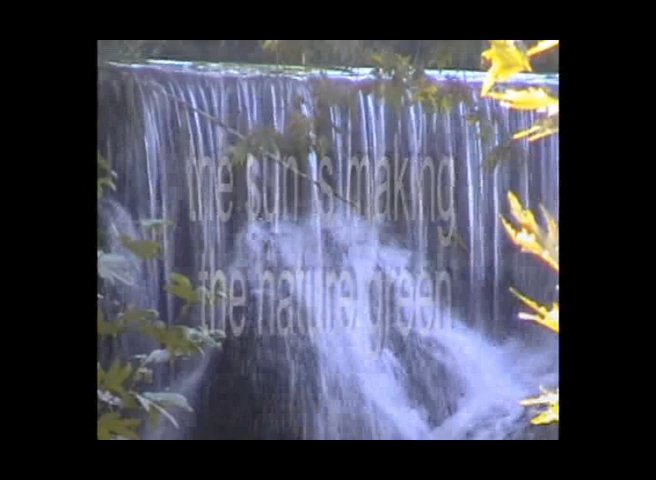 the sun is making
the nature green